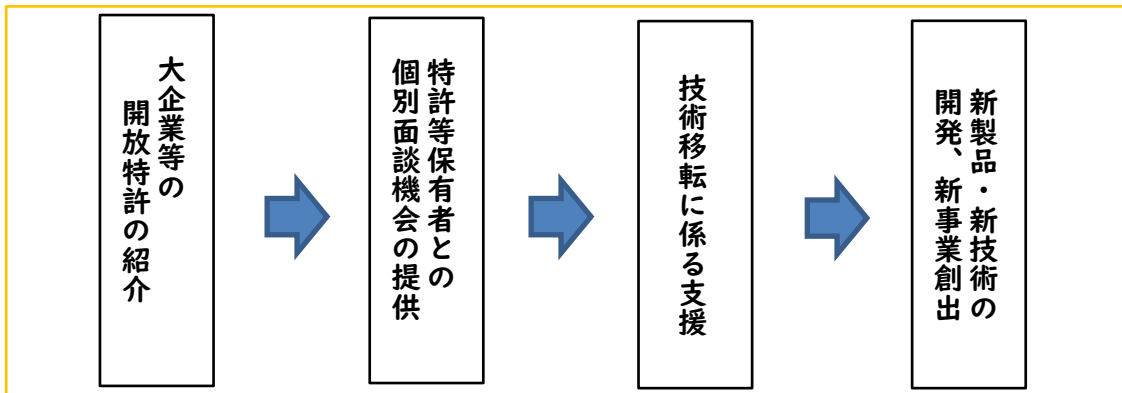 大企業等の
開放特許の紹介
特許等保有者との
個別面談機会の提供
技術移転に係る支援
新製品・新技術の
開発、新事業創出